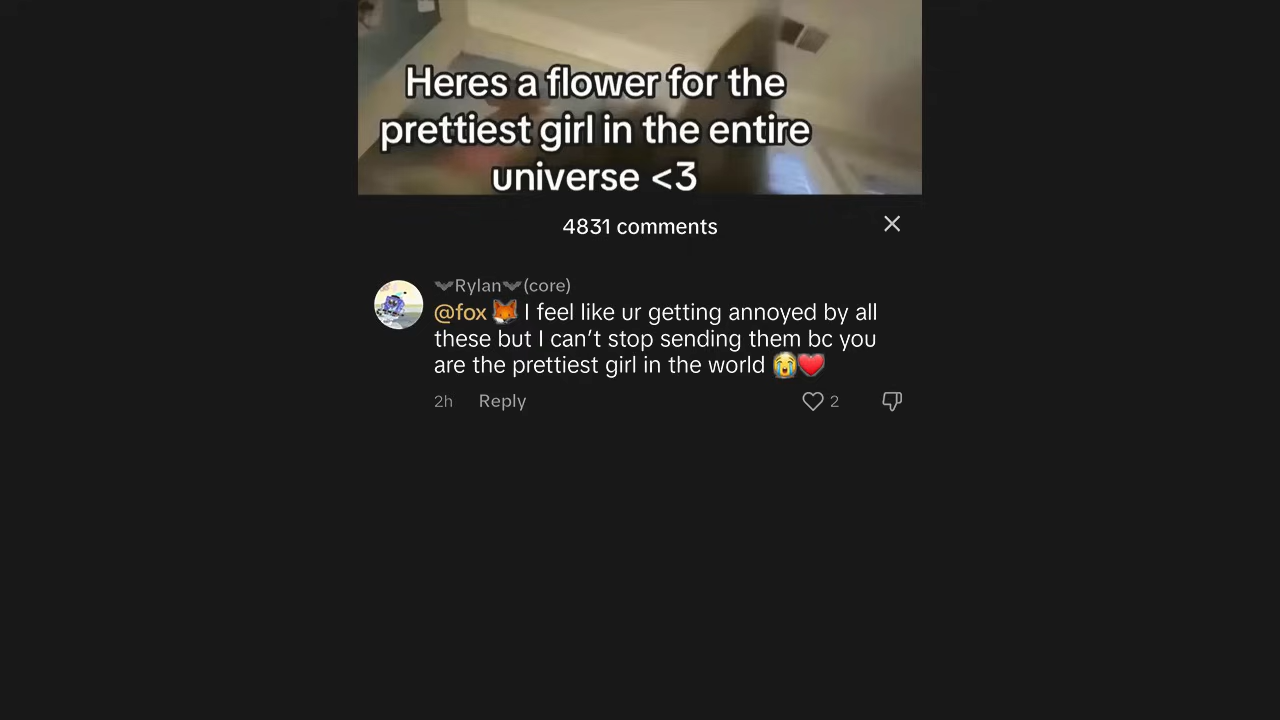 Heres a flower for the
prettiest girl in the entire
universe <3
4831 comments
🦇Rylan🦇(core)
@fox 🦊 I feel like ur getting annoyed by all
these but I can’t stop sending them bc you
are the prettiest girl in the world 😭❤️
2h Reply 2